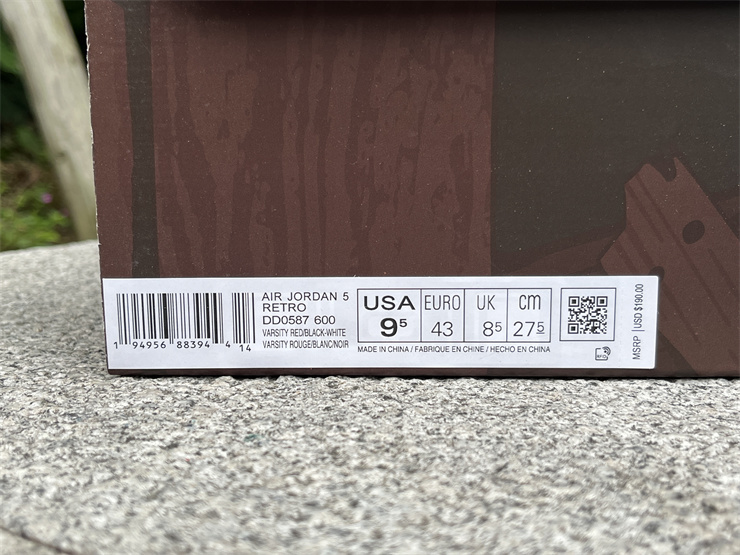 AIR JORDAN 5
RETRO
DD0587 600
VARSITY RED/BLACK-WHITE
VARSITY ROUGE/BLANC/NOIR
1 94956 88394 4 14
USA EURO UK cm
9⁵ 43 8⁵ 27⁵
MADE IN CHINA / FABRIQUE EN CHINE / HECHO EN CHINA
RFID
MSRP USD $190.00